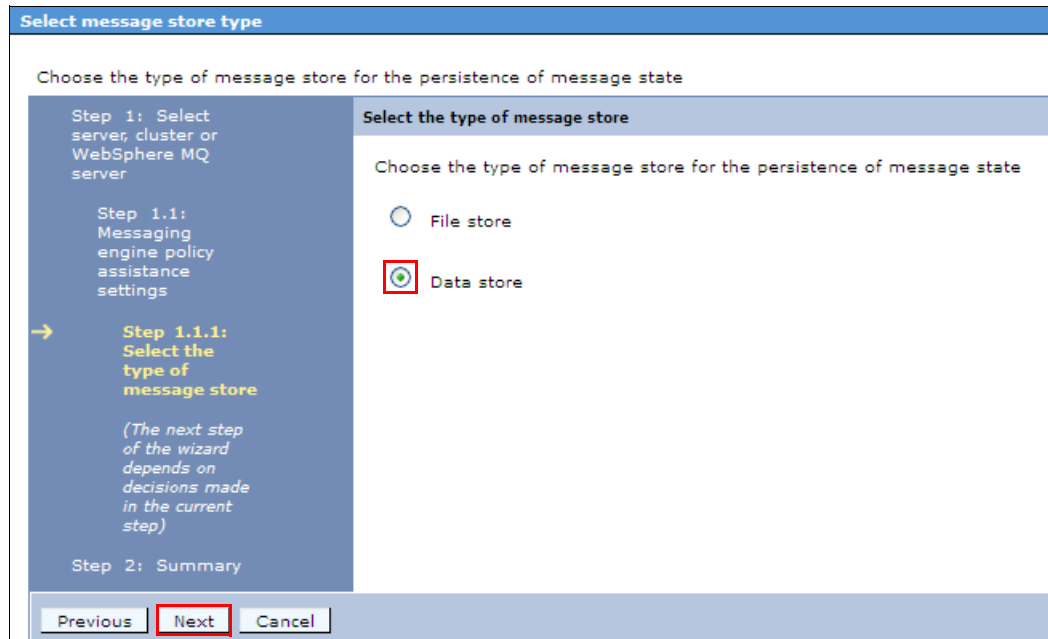 Select message store type
Choose the type of message store for the persistence of message state
Step 1: Select
server, cluster or
WebSphere MQ
server
Step 1.1:
Messaging
engine policy
assistance
settings
Step 1.1.1:
Select the
type of
message store
(The next step
of the wizard
depends on
decisions made
in the current
step)
Step 2: Summary
Select the type of message store
Choose the type of message store for the persistence of message state
File store
Data store
Previous Next Cancel